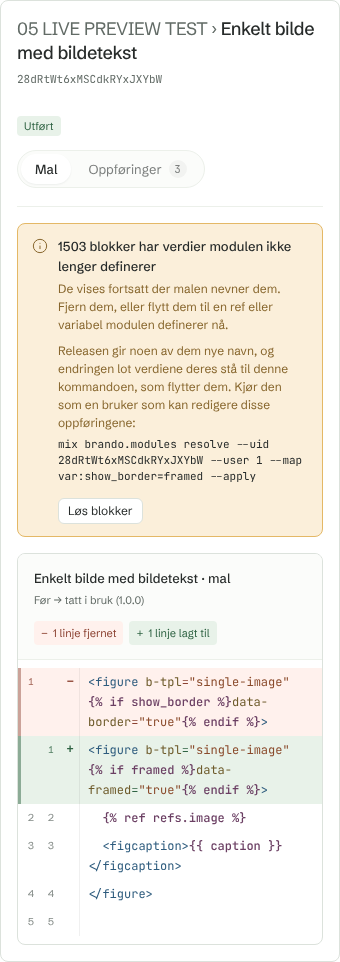 05 LIVE PREVIEW TEST › Enkelt bilde
med bildetekst
28dRtWt6xMSCdkRYxJXYbW
Utført
Mal
Oppføringer 3
1503 blokker har verdier modulen ikke
lenger definerer
De vises fortsatt der malen nevner dem.
Fjern dem, eller flytt dem til en ref eller
variabel modulen definerer nå.
Releasen gir noen av dem nye navn, og
endringen lot verdiene deres stå til denne
kommandoen, som flytter dem. Kjør den
som en bruker som kan redigere disse
oppføringene:
mix brando.modules resolve --uid
28dRtWt6xMSCdkRYxJXYbW --user 1 --map
var:show_border=framed --apply
Løs blokker
Enkelt bilde med bildetekst · mal
Før → tatt i bruk (1.0.0)
− 1 linje fjernet
+ 1 linje lagt til
1 − <figure b-tpl="single-image"
{% if show_border %}data-
border="true"{% endif %}>
1 + <figure b-tpl="single-image"
{% if framed %}data-
framed="true"{% endif %}>
2 2 {% ref refs.image %}
3 3 <figcaption>{{ caption }}
</figcaption>
4 4 </figure>
5 5